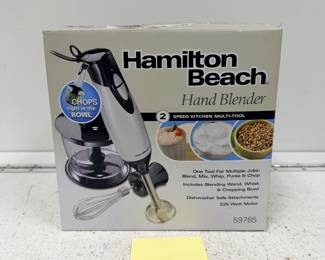 Hamilton
Beach®
Hand Blender
2 SPEED KITCHEN MULTI-TOOL
CHOPS
right in the
BOWL
One Tool For Multiple Jobs:
Blend, Mix, Whip, Puree & Chop
Includes Blending Wand, Whisk
& Chopping Bowl
Dishwasher Safe Attachments
225 Watt Motor
59765